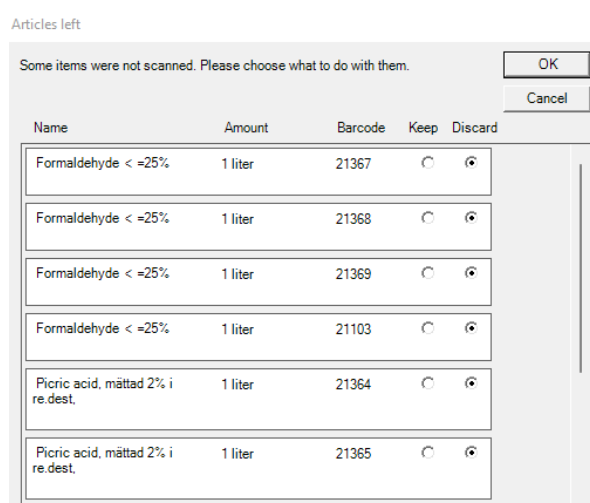 Articles left
Some items were not scanned. Please choose what to do with them.
OK
Cancel
Name Amount Barcode Keep Discard
Formaldehyde < =25% 1 liter 21367
Formaldehyde < =25% 1 liter 21368
Formaldehyde < =25% 1 liter 21369
Formaldehyde < =25% 1 liter 21103
Picric acid, mättad 2% i 1 liter 21364
re.dest,
Picric acid, mättad 2% i 1 liter 21365
re.dest,